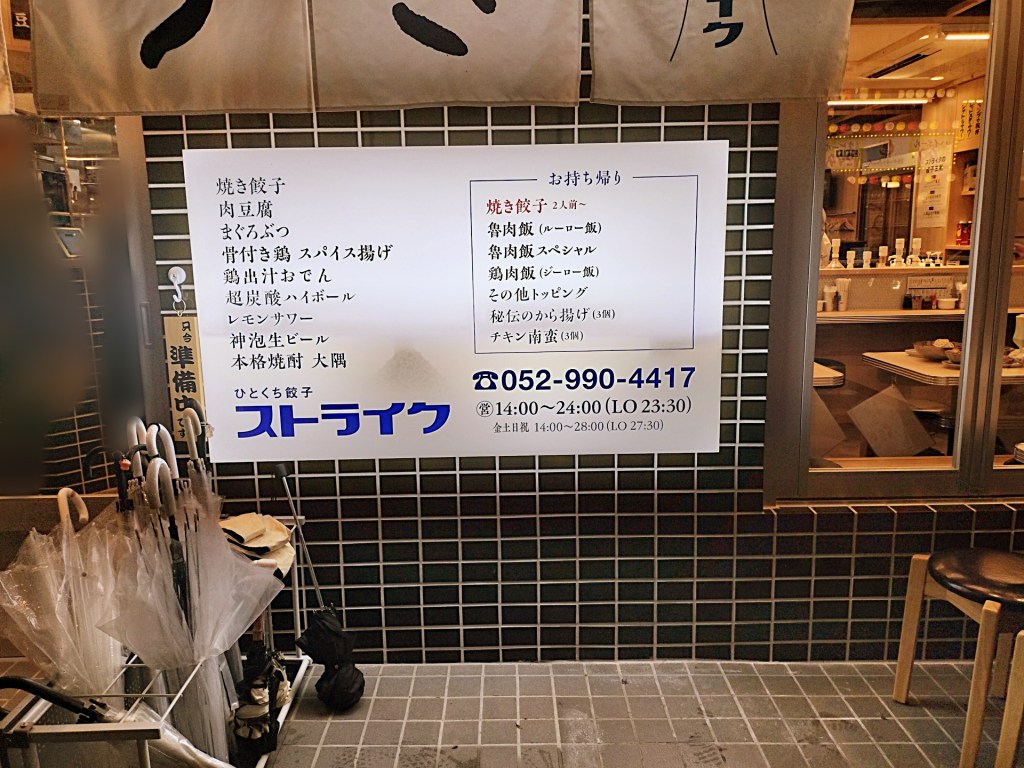 イク
焼き餃子
肉豆腐
まぐろぶつ
骨付き鶏 スパイス揚げ
鶏出汁おでん
超炭酸ハイボール
レモンサワー
神泡生ビール
本格焼酎 大隅
ひとくち餃子
ストライク
お持ち帰り
焼き餃子 2人前~
魯肉飯 (ルーロー飯)
魯肉飯スペシャル
鶏肉飯 (ジーロー飯)
その他トッピング
秘伝のから揚げ (3個)
チキン南蛮 (3個)
☎052-990-4417
営 14:00~24:00 (LO 23:30)
金土日祝 14:00~28:00 (LO 27:30)
只今
準備中
です